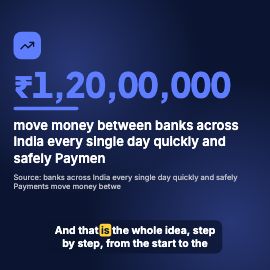 ₹1,20,00,000
move money between banks across
India every single day quickly and
safely Paymen
Source: banks across India every single day quickly and safely
Payments move money betwe
And that is the whole idea, step
by step, from the start to the